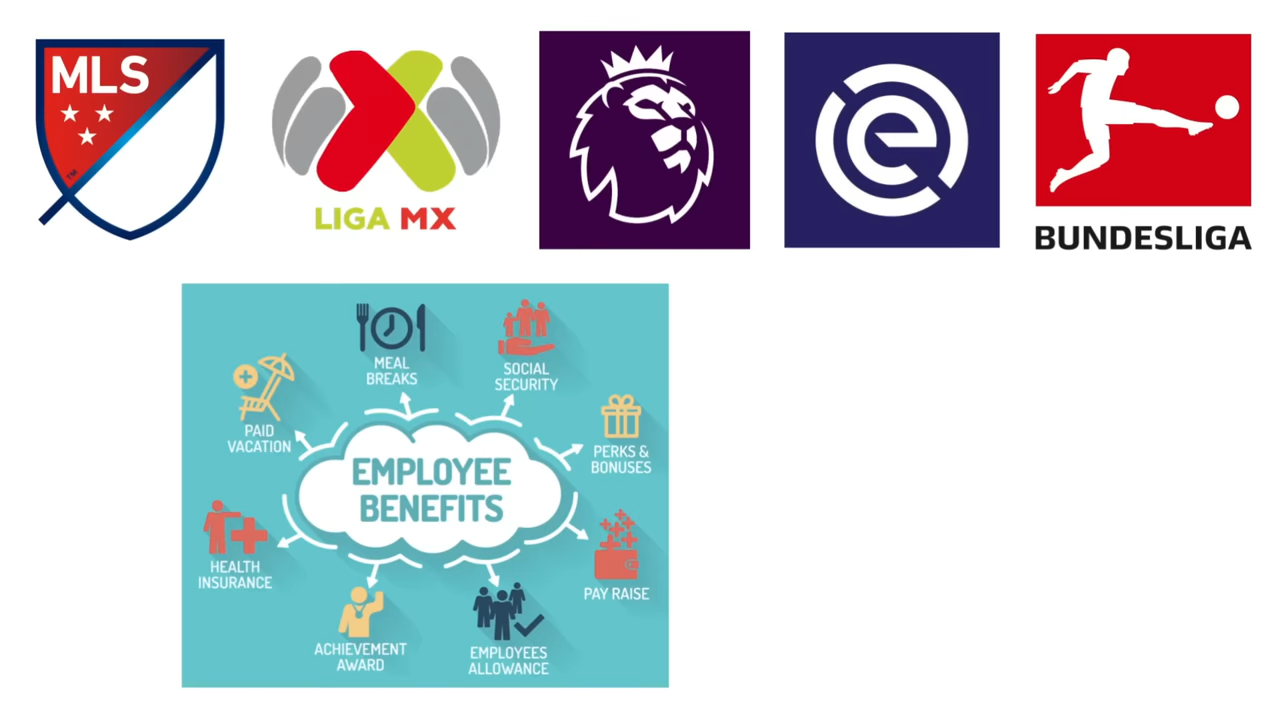 MLS
TM
LIGA MX
e
BUNDESLIGA
MEAL
BREAKS
SOCIAL
SECURITY
PAID
VACATION
PERKS &
BONUSES
EMPLOYEE
BENEFITS
HEALTH
INSURANCE
PAY RAISE
ACHIEVEMENT
AWARD
EMPLOYEES
ALLOWANCE